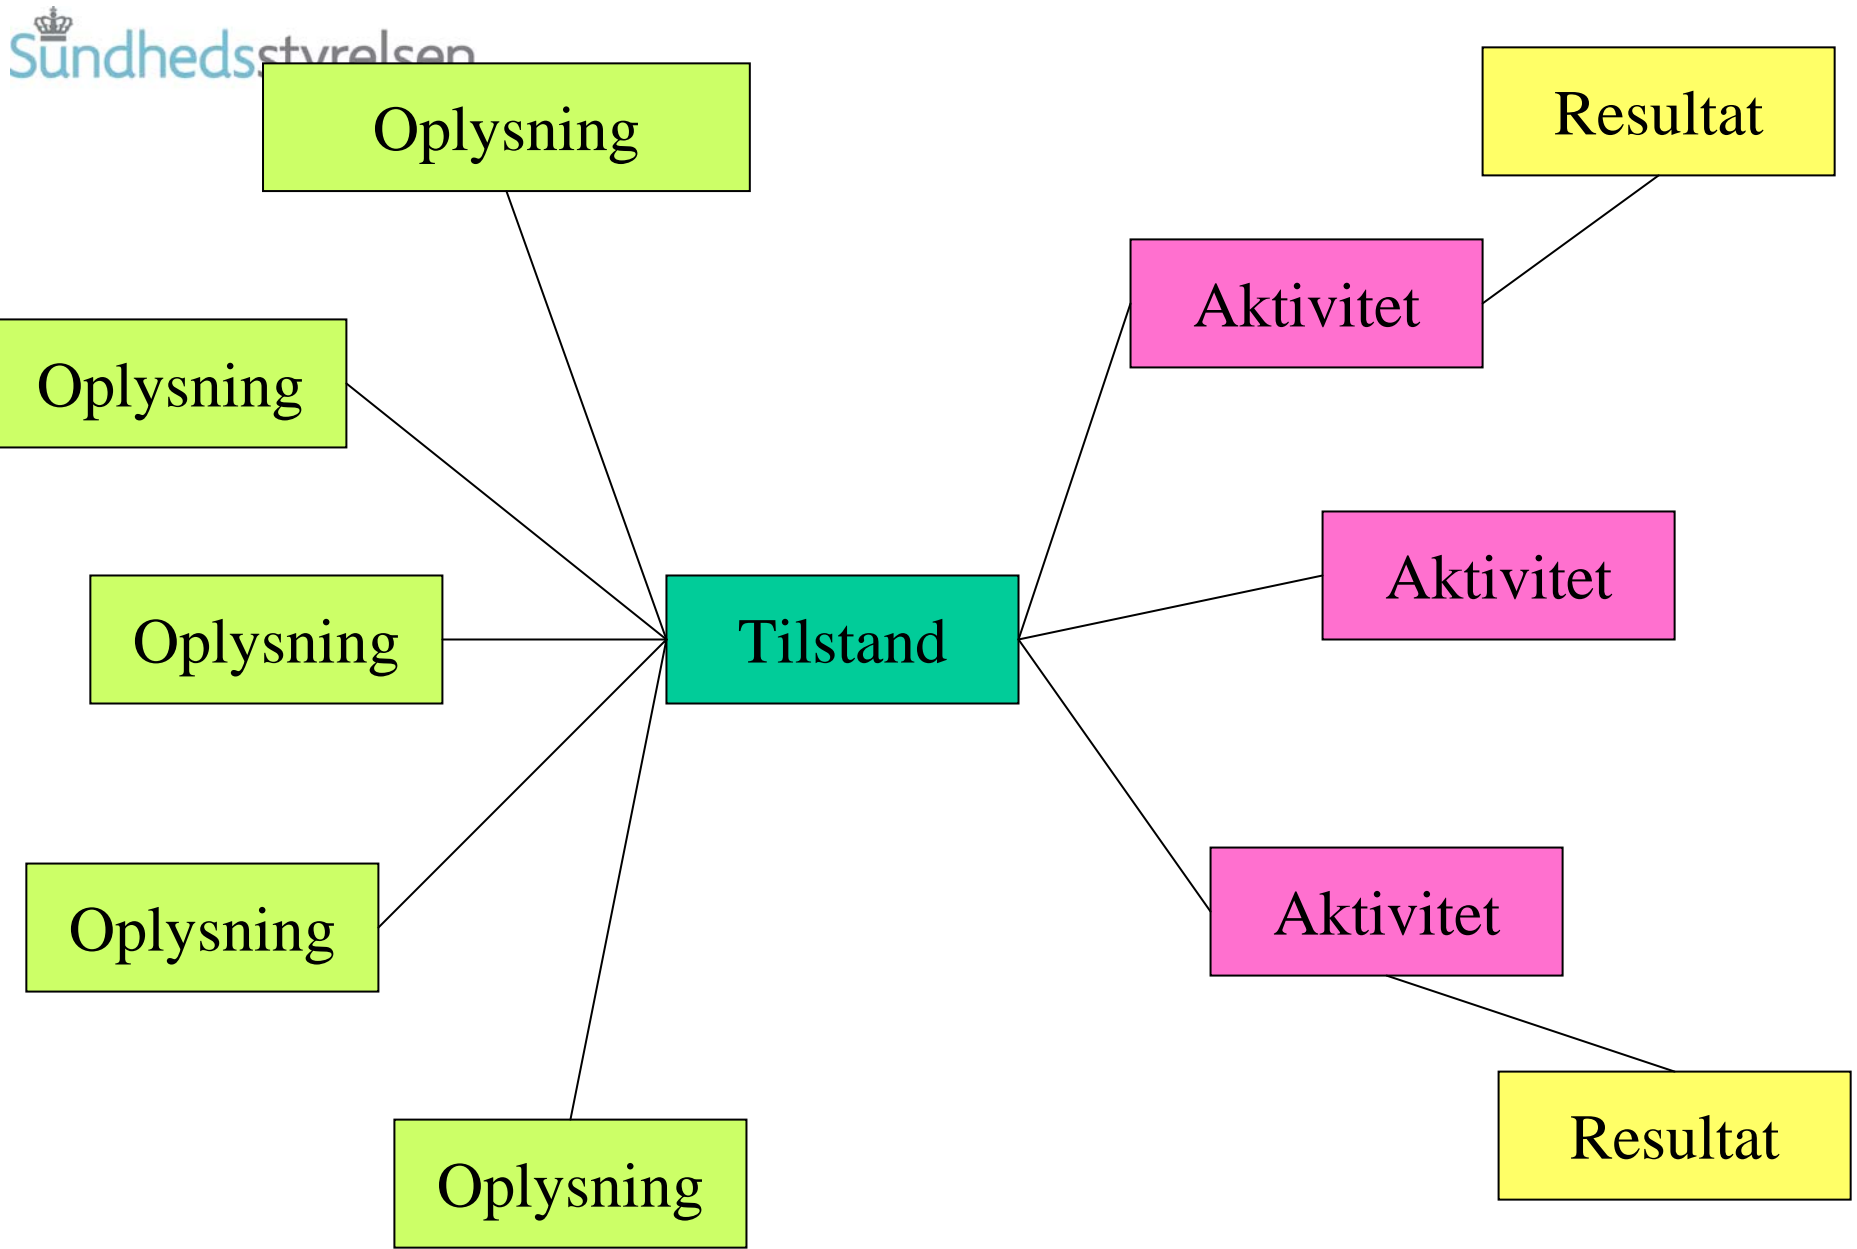 Sundhedsstyrelsen
Oplysning
Resultat
Aktivitet
Oplysning
Aktivitet
Oplysning
Tilstand
Aktivitet
Oplysning
Resultat
Oplysning